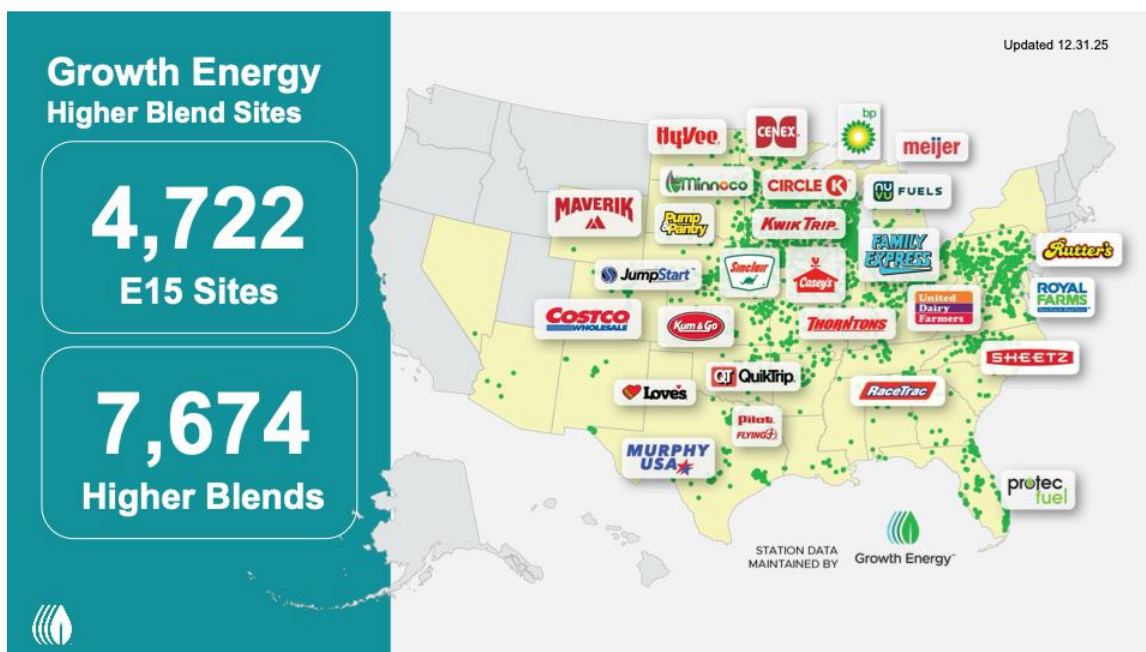 Updated 12.31.25
Growth Energy
Higher Blend Sites
4,722
E15 Sites
7,674
Higher Blends
HyVee
CENEX
bp
meijer
Minnoco
CIRCLE K
NUVU FUELS
MAVERIK
Pump & Pantry
KWIK TRIP
FAMILY EXPRESS
Rutter's
JumpStart
Sinclair
Casey's
United
Dairy
Farmers
ROYAL
FARMS
COSTCO
WHOLESALE
Kum & Go
THORNTONS
SHEETZ
Love's
QT QuikTrip
RaceTrac
Pilot
FLYING J
MURPHY
USA
protec
fuel
STATION DATA
MAINTAINED BY
Growth Energy